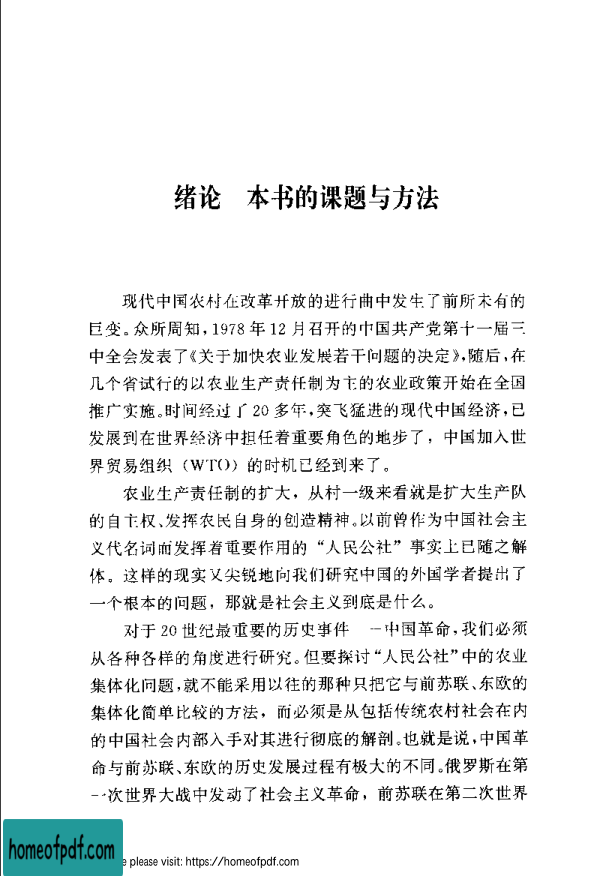 绪论　本书的课题与方法
现代中国农村在改革开放的进行曲中发生了前所未有的
巨变。众所周知,1978 年 12 月召开的中国共产党第十一届三
中全会发表了《关于加快农业发展若干问题的决定》,随后,在
几个省试行的以农业生产责任制为主的农业政策开始在全国
推广实施。时间经过了 20 多年,突飞猛进的现代中国经济,已
发展到在世界经济中担任着重要角色的地步了，中国加入世
界贸易组织（WTO）的时机已经到来了。
农业生产责任制的扩大，从村一级来看就是扩大生产队
的自主权、发挥农民自身的创造精神。以前曾作为中国社会主
义代名词而发挥着重要作用的“人民公社”事实上已随之解
体。这样的现实又尖锐地向我们研究中国的外国学者提出了
一个根本的问题，那就是社会主义到底是什么。
对于 20 世纪最重要的历史事件 —中国革命,我们必须
从各种各样的角度进行研究。但要探讨“人民公社”中的农业
集体化问题,就不能采用以往的那种只把它与前苏联、东欧的
集体化简单比较的方法，而必须是从包括传统农村社会在内
的中国社会内部入手对其进行彻底的解剖。也就是说,中国革
命与前苏联、东欧的历史发展过程有极大的不同。俄罗斯在第
一次世界大战中发动了社会主义革命，前苏联在第二次世界
homeofpdf.com
e please visit: https://homeofpdf.com